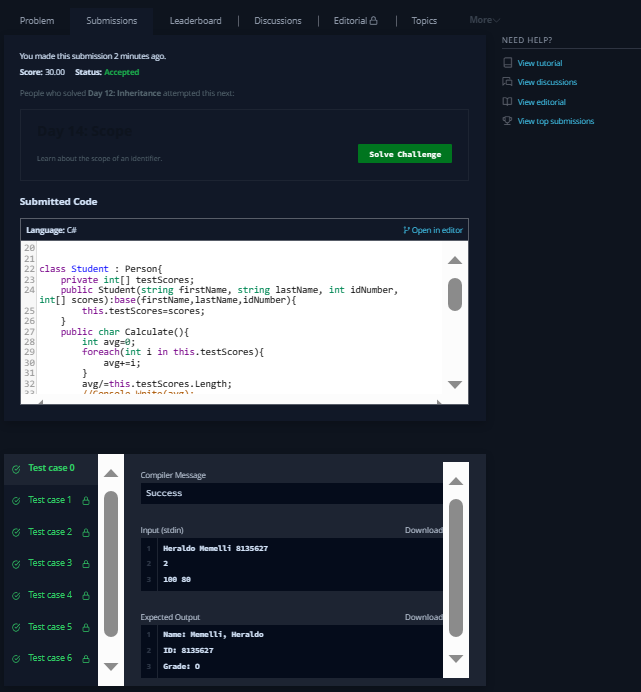 Problem Submissions Leaderboard Discussions Editorial Topics More
NEED HELP?
View tutorial
View discussions
View editorial
View top submissions
You made this submission 2 minutes ago.
Score: 30.00 Status: Accepted
People who solved Day 12: Inheritance attempted this next:
Day 14: Scope
Learn about the scope of an identifier.
Solve Challenge
Submitted Code
Language: C#
Open in editor
20
21
22 class Student : Person{
23 private int[] testScores;
24 public Student(string firstName, string lastName, int idNumber,
int[] scores):base(firstName,lastName,idNumber){
25 this.testScores=scores;
26 }
27 public char Calculate(){
28 int avg=0;
29 foreach(int i in this.testScores){
30 avg+=i;
31 }
32 avg/=this.testScores.Length;
33 //Console.Write(avg);
Test case 0
Test case 1
Test case 2
Test case 3
Test case 4
Test case 5
Test case 6
Compiler Message
Success
Input (stdin) Download
1 Heraldo Memelli 8135627
2 2
3 100 80
Expected Output Download
1 Name: Memelli, Heraldo
2 ID: 8135627
3 Grade: O